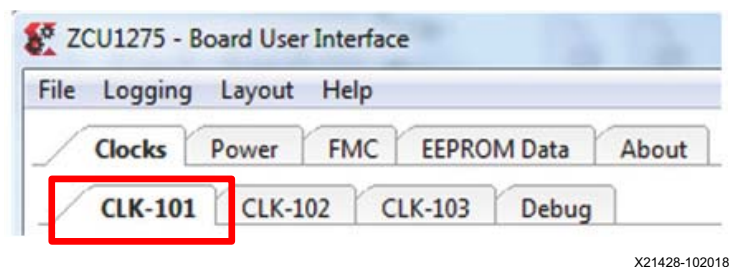 ZCU1275 - Board User Interface
File Logging Layout Help
Clocks Power FMC EEPROM Data About
CLK-101 CLK-102 CLK-103 Debug
X21428-102018